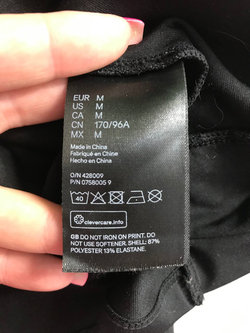 EUR M
US M
CA M
CN 170/96A
MX M
Made in China
Fabriqué en Chine
Hecho en China
O/N 428009
P/N 0758005 9
40
clevercare.info
GB DO NOT IRON ON PRINT. DO
NOT USE SOFTENER. SHELL: 87%
POLYESTER 13% ELASTANE.